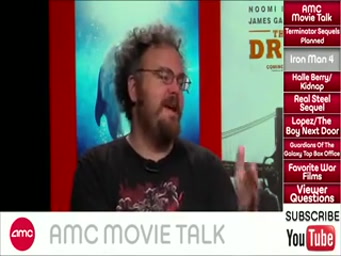 NOOMI
JAMES GA
TH
DR
COMING
AMC
Movie Talk
Terminator Sequels
Planned
Iron Man 4
Halle Berry/
Kidnap
Real Steel
Sequel
Lopez/The
Boy Next Door
Guardians Of The
Galaxy Top Box Office
Favorite War
Films
Viewer
Questions
amc
AMC MOVIE TALK
SUBSCRIBE
YouTube